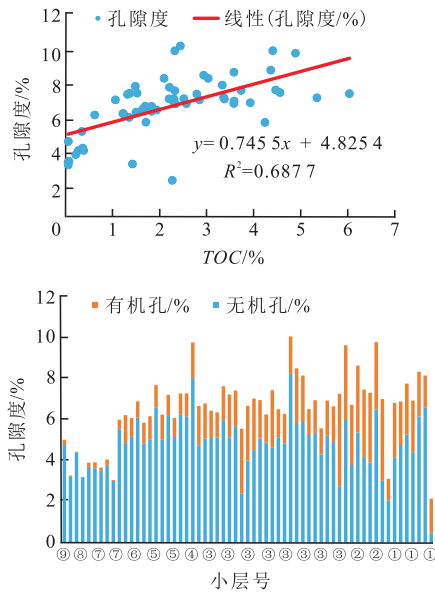 12
孔隙度 线性(孔隙度/%)
10
8
6
4
2
孔隙度/%
y=0.745 5x + 4.825 4
R²=0.687 7
0 1 2 3 4 5 6 7
TOC/%
12
有机孔/% 无机孔/%
10
8
6
4
2
0
孔隙度/%
⑨ ⑧ ⑦ ⑦ ⑥ ⑤ ⑤ ④ ③ ③ ③ ③ ③ ③ ③ ② ② ① ① ①
小层号